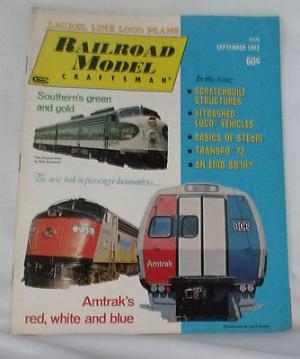 LAUREL LINE LOCO PLANS
SEPTEMBER 1972
60¢
RAILROAD MODEL
CRAFTSMAN
Southern's green
and gold
In this issue:
• SCRATCHBUILT
STRUCTURES
• KITBASHED
LOCO VEHICLES
• BASICS OF STEAM
• TRANSPO 72
• AN EMD SD30?
The new look in passenger locomotives...
235
806
Amtrak
Amtrak's
red, white and blue